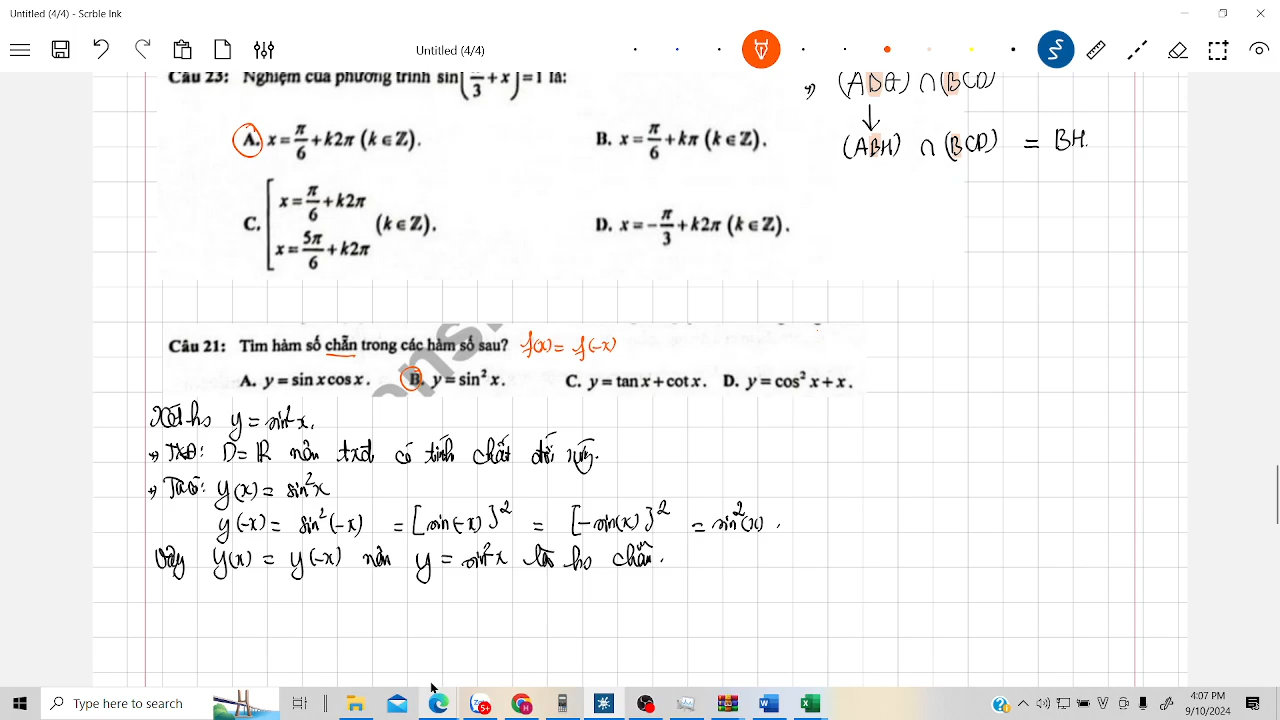 Untitled (4/4) - Scrble Ink
Untitled (4/4)
Câu 23: Nghiệm của phương trình sin(π/3 + x) = 1 là:
A. x = π/6 + k2π (k ∈ ℤ).
B. x = π/6 + kπ (k ∈ ℤ).
C. [ x = π/6 + k2π
x = 5π/6 + k2π (k ∈ ℤ).
D. x = -π/3 + k2π (k ∈ ℤ).
∩ (BCD)
↓
(ABH) ∩ (BCD) = BH.
Câu 21: Tìm hàm số chẵn trong các hàm số sau? f(x) = f(-x)
A. y = sin x cos x. B. y = sin² x. C. y = tan x + cot x. D. y = cos² x + x.
Xét hs y = sin²x.
TXĐ: D = ℝ nên txđ có tính chất đối xứng.
Ta có: y(x) = sin²x
y(-x) = sin²(-x) = [sin(-x)]² = [-sin(x)]² = sin²(x).
Vậy y(x) = y(-x) nên y = sin²x là hs chẵn.
Type here to search
4:07 PM
9/10/2024